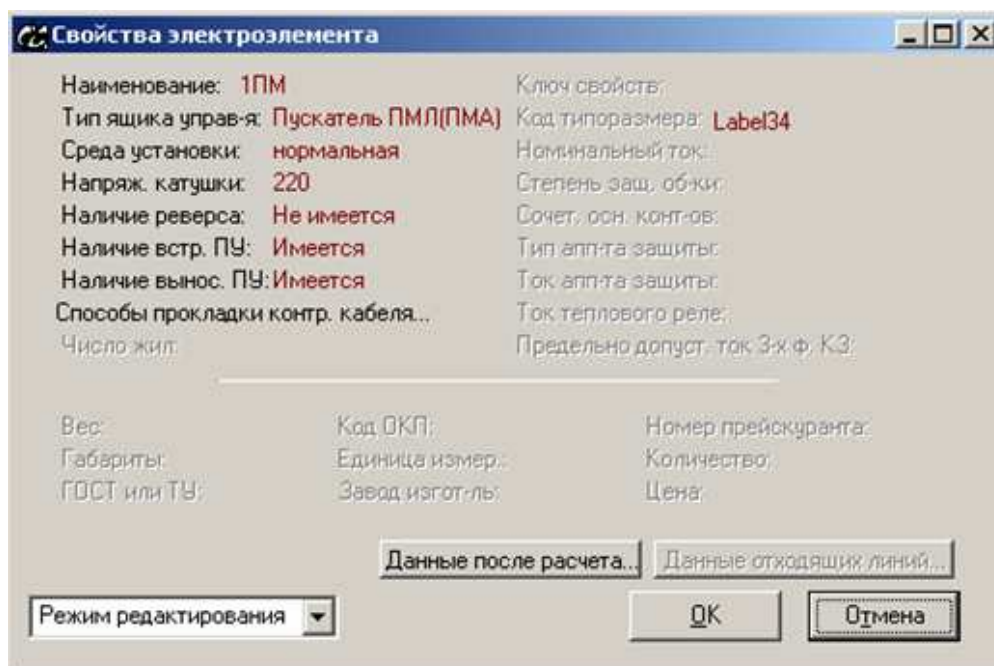 Свойства электроэлемента
Наименование: 1ПМ
Тип ящика управ-я: Пускатель ПМЛ(ПМА)
Среда установки: нормальная
Напряж. катушки: 220
Наличие реверса: Не имеется
Наличие встр. ПУ: Имеется
Наличие вынос. ПУ: Имеется
Способы прокладки контр. кабеля...
Число жил:
Ключ свойств:
Код типоразмера: Label34
Номинальный ток:
Степень защ. об-ки:
Сочет. осн. конт-ов:
Тип апп-та защиты:
Ток апп-та защиты:
Ток теплового реле:
Предельно допуст. ток 3-х ф. КЗ:
Вес: Код ОКП: Номер прейскуранта:
Габариты: Единица измер.: Количество:
ГОСТ или ТУ: Завод изгот-ль: Цена:
Данные после расчета... Данные отходящих линий...
Режим редактирования OK Отмена